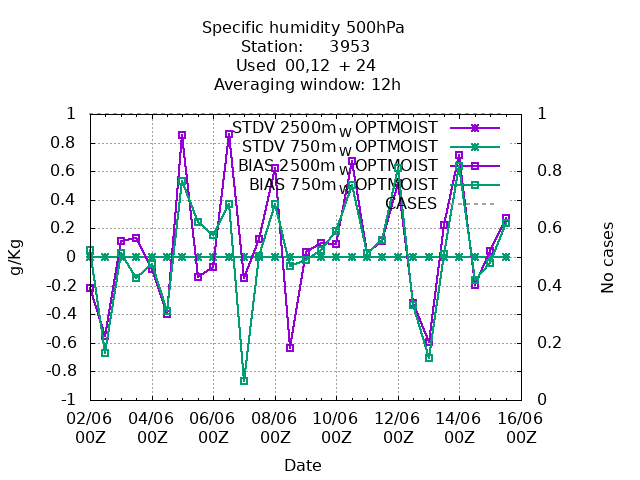 Specific humidity 500hPa
Station: 3953
Used 00,12 + 24
Averaging window: 12h
STDV 2500m W OPTMOIST
STDV 750m W OPTMOIST
BIAS 2500m W OPTMOIST
BIAS 750m W OPTMOIST
CASES
1
0.8
0.6
0.4
0.2
0
-0.2
-0.4
-0.6
-0.8
-1
g/Kg
1
0.8
0.6
0.4
0.2
0
No cases
02/06 04/06 06/06 08/06 10/06 12/06 14/06 16/06
00Z 00Z 00Z 00Z 00Z 00Z 00Z 00Z
Date